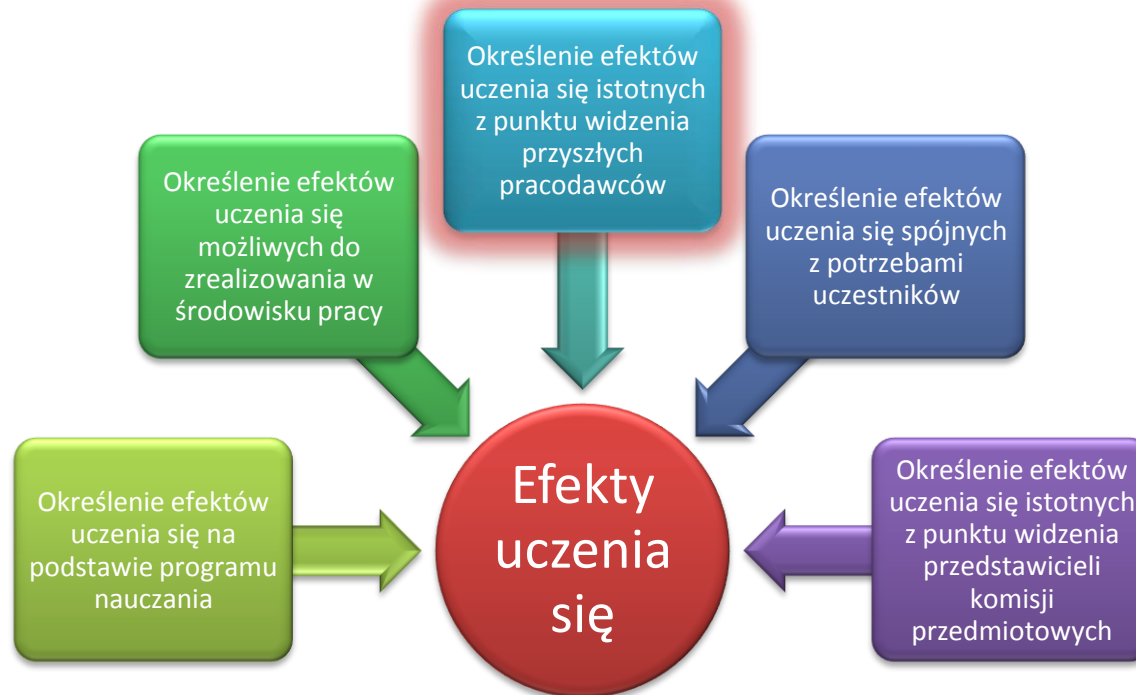 Określenie efektów
uczenia się istotnych
z punktu widzenia
przyszłych
pracodawców
Określenie efektów
uczenia się
możliwych do
zrealizowania w
środowisku pracy
Określenie efektów
uczenia się spójnych
z potrzebami
uczestników
Określenie efektów
uczenia się na
podstawie programu
nauczania
Efekty
uczenia
się
Określenie efektów
uczenia się istotnych
z punktu widzenia
przedstawicieli
komisji
przedmiotowych